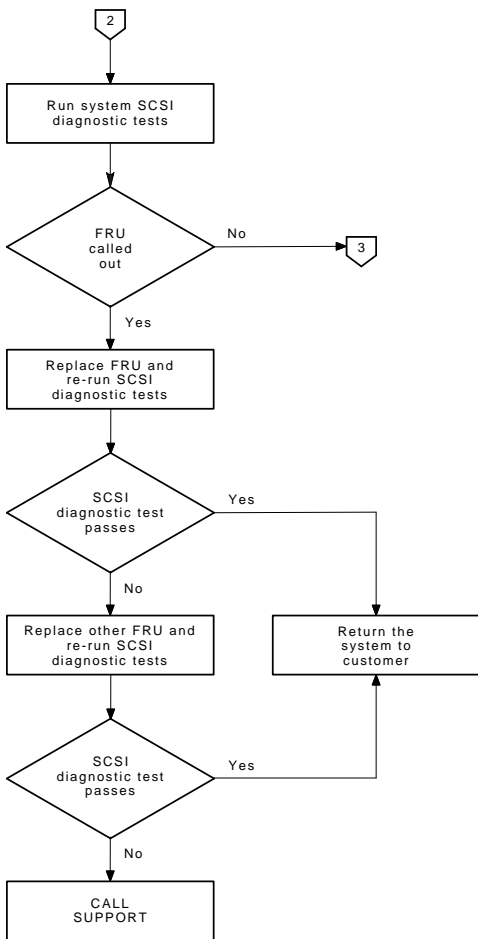 2
Run system SCSI
diagnostic tests
FRU
called
out
No
3
Yes
Replace FRU and
re-run SCSI
diagnostic tests
SCSI
diagnostic test
passes
Yes
No
Replace other FRU and
re-run SCSI
diagnostic tests
Return the
system to
customer
SCSI
diagnostic test
passes
Yes
No
CALL
SUPPORT